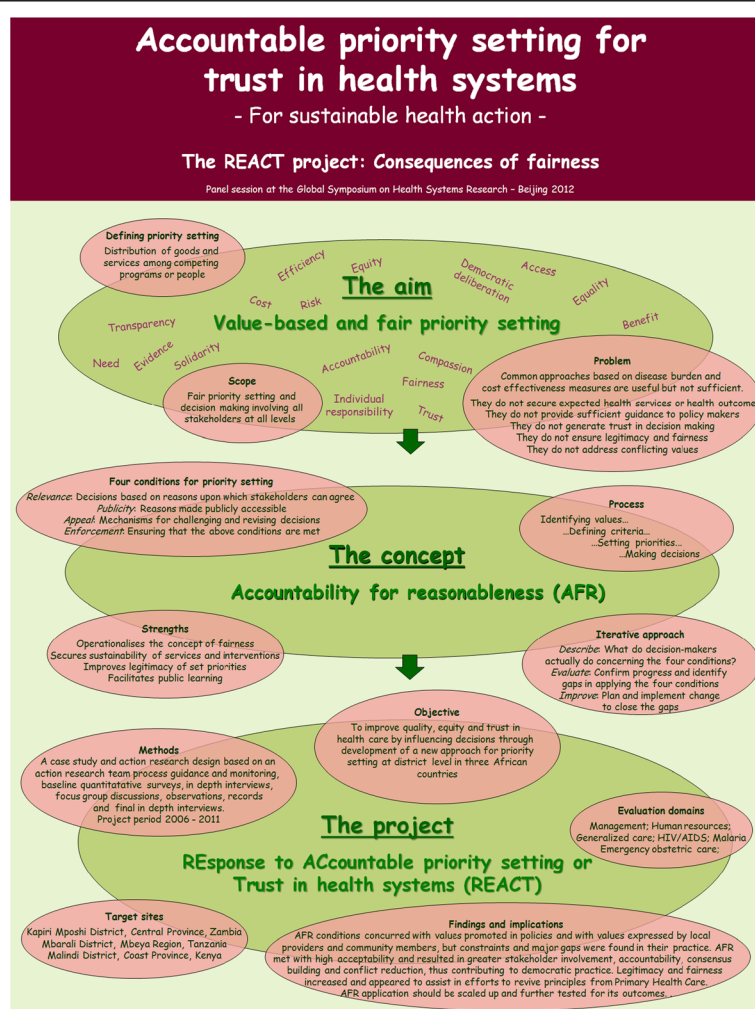 Accountable priority setting for
trust in health systems
- For sustainable health action -
The REACT project: Consequences of fairness
Panel session at the Global Symposium on Health Systems Research – Beijing 2012
Defining priority setting
Distribution of goods and
services among competing
programs or people
Efficiency
Equity
Democratic
deliberation
Access
Equality
The aim
Cost
Risk
Benefit
Transparency
Value-based and fair priority setting
Need
Evidence
Solidarity
Accountability
Compassion
Fairness
Individual
responsibility
Trust
Scope
Fair priority setting and
decision making involving all
stakeholders at all levels
Problem
Common approaches based on disease burden and
cost effectiveness measures are useful but not sufficient.
They do not secure expected health services or health outcome
They do not provide sufficient guidance to policy makers
They do not generate trust in decision making
They do not ensure legitimacy and fairness
They do not address conflicting values
Four conditions for priority setting
Relevance: Decisions based on reasons upon which stakeholders can agree
Publicity: Reasons made publicly accessible
Appeal: Mechanisms for challenging and revising decisions
Enforcement: Ensuring that the above conditions are met
Process
Identifying values...
...Defining criteria...
...Setting priorities...
...Making decisions
The concept
Accountability for reasonableness (AFR)
Strengths
Operationalises the concept of fairness
Secures sustainability of services and interventions
Improves legitimacy of set priorities
Facilitates public learning
Iterative approach
Describe: What do decision-makers
actually do concerning the four conditions?
Evaluate: Confirm progress and identify
gaps in applying the four conditions
Improve: Plan and implement change
to close the gaps
Objective
To improve quality, equity and trust in
health care by influencing decisions through
development of a new approach for priority
setting at district level in three African
countries
Methods
A case study and action research design based on an
action research team process guidance and monitoring,
baseline quantitatative surveys, in depth interviews,
focus group discussions, observations, records
and final in depth interviews.
Project period 2006 - 2011
Evaluation domains
Management; Human resources;
Generalized care; HIV/AIDS; Malaria
Emergency obstetric care;
The project
REsponse to ACcountable priority setting or
Trust in health systems (REACT)
Target sites
Kapiri Mposhi District, Central Province, Zambia
Mbarali District, Mbeya Region, Tanzania
Malindi District, Coast Province, Kenya
Findings and implications
AFR conditions concurred with values promoted in policies and with values expressed by local
providers and community members, but constraints and major gaps were found in their practice. AFR
met with high acceptability and resulted in greater stakeholder involvement, accountability, consensus
building and conflict reduction, thus contributing to democratic practice. Legitimacy and fairness
increased and appeared to assist in efforts to revive principles from Primary Health Care.
AFR application should be scaled up and further tested for its outcomes. .